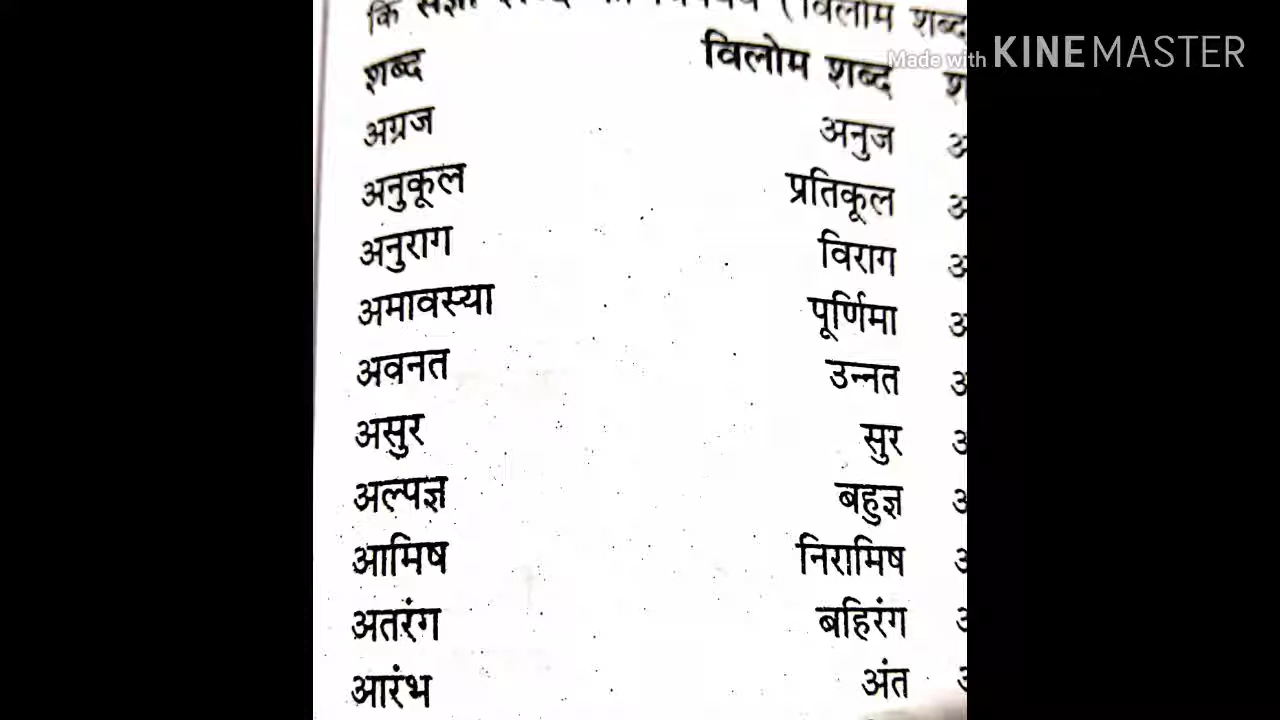 कि संज्ञा (विलोम शब्द
शब्द विलोम शब्द
Made with KINEMASTER
अग्रज अनुज
अनुकूल प्रतिकूल
अनुराग विराग
अमावस्या पूर्णिमा
अवनत उन्नत
असुर सुर
अल्पज्ञ बहुज्ञ
आमिष निरामिष
अतरंग बहिरंग
आरंभ अंत